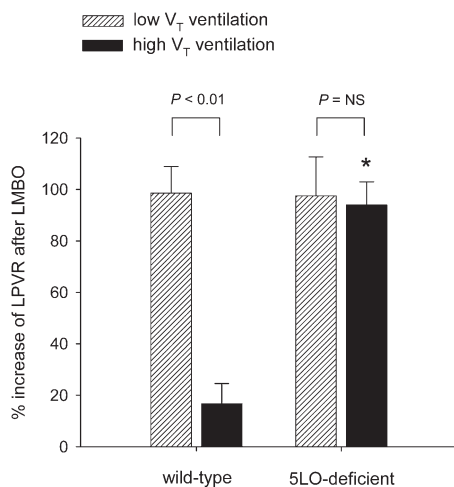 low V_T ventilation
high V_T ventilation
P < 0.01
P = NS
*
% increase of LPVR after LMBO
120
100
80
60
40
20
0
wild-type
5LO-deficient